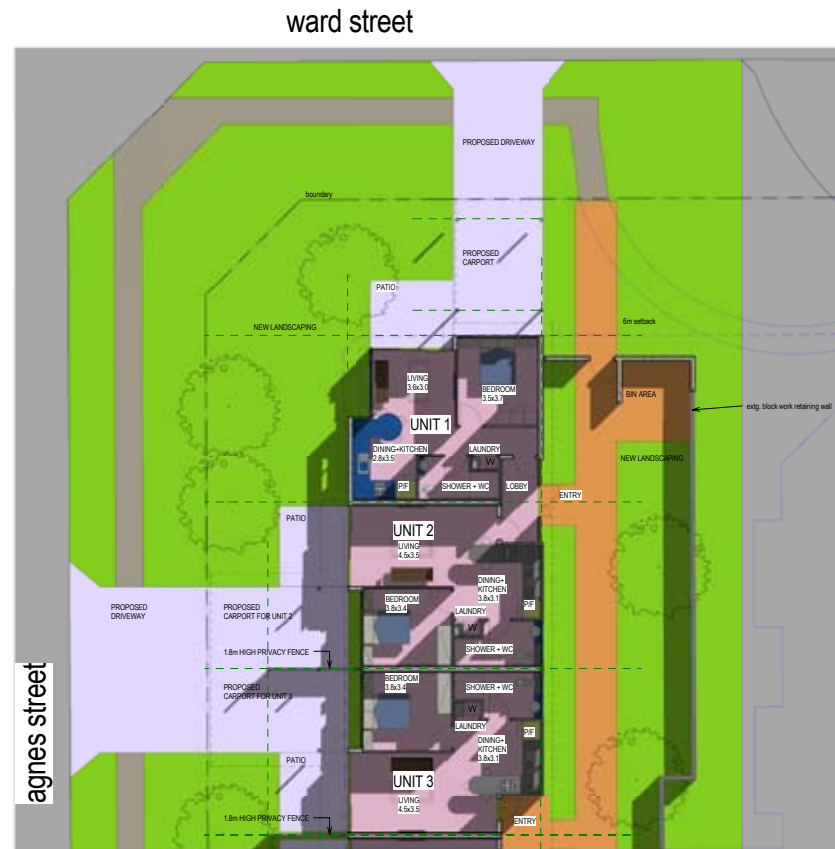 ward street
PROPOSED DRIVEWAY
boundary
PROPOSED
CARPORT
PATIO
NEW LANDSCAPING
6m setback
LIVING
3.6x3.0
BEDROOM
3.5x3.7
BIN AREA
extg. block work retaining wall
UNIT 1
DINING+KITCHEN
2.8x3.5
LAUNDRY
W
NEW LANDSCAPING
P/F
SHOWER + WC
LOBBY
ENTRY
PATIO
UNIT 2
LIVING
4.5x3.5
DINING+
KITCHEN
3.8x3.1
BEDROOM
3.8x3.4
PROPOSED
DRIVEWAY
PROPOSED
CARPORT FOR UNIT 2
LAUNDRY
P/F
W
1.8m HIGH PRIVACY FENCE
SHOWER + WC
PROPOSED
CARPORT FOR UNIT 3
BEDROOM
3.8x3.4
SHOWER + WC
W
LAUNDRY
P/F
DINING+
KITCHEN
3.8x3.1
agnes street
PATIO
UNIT 3
LIVING
4.5x3.5
1.8m HIGH PRIVACY FENCE
ENTRY